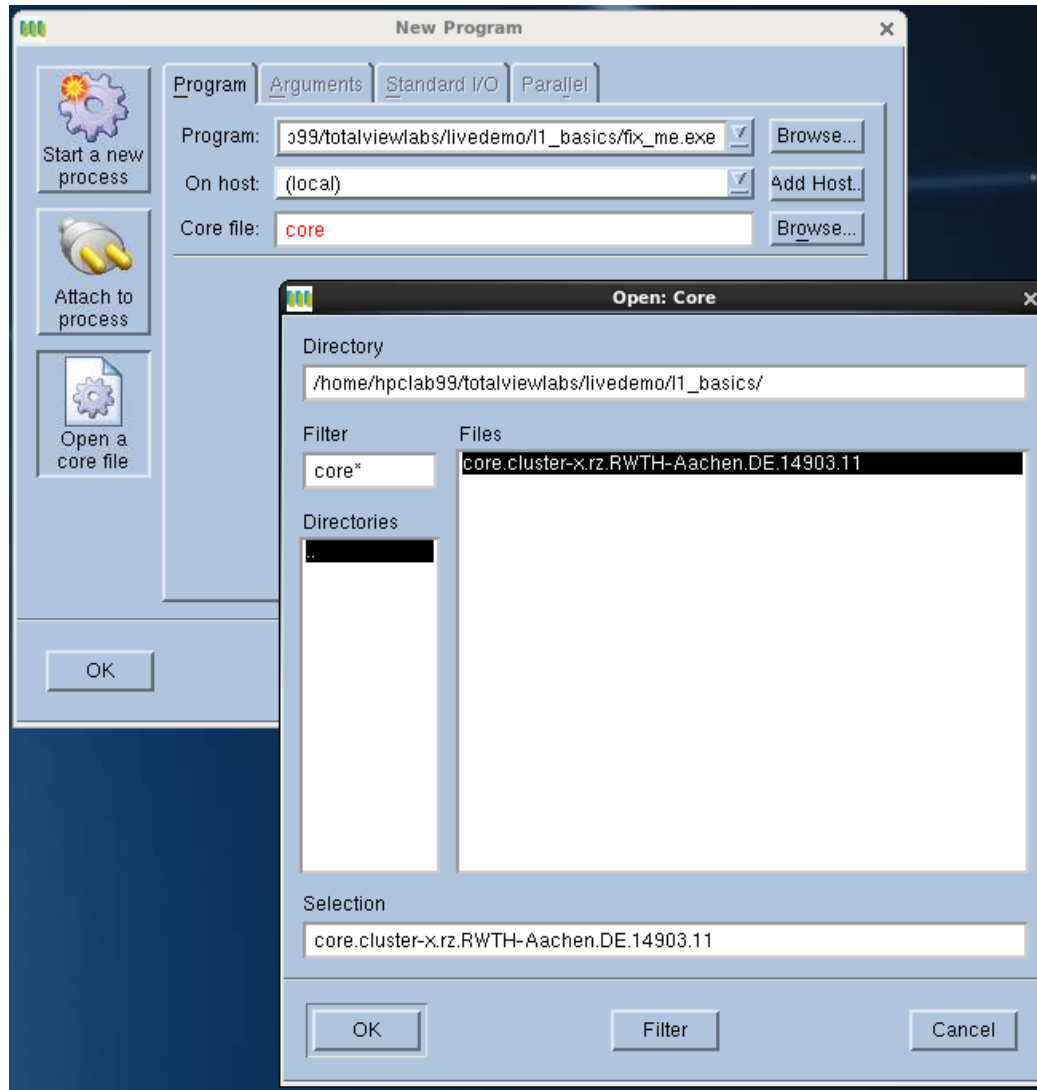 New Program
Start a new
process
Attach to
process
Open a
core file
Program Arguments Standard I/O Parallel
Program: 99/totalviewlabs/livedemo/l1_basics/fix_me.exe Browse...
On host: (local) Add Host..
Core file: core Browse...
OK
Open: Core
Directory
/home/hpclab99/totalviewlabs/livedemo/l1_basics/
Filter Files
core* core.cluster-x.rz.RWTH-Aachen.DE.14903.11
Directories
..
Selection
core.cluster-x.rz.RWTH-Aachen.DE.14903.11
OK Filter Cancel